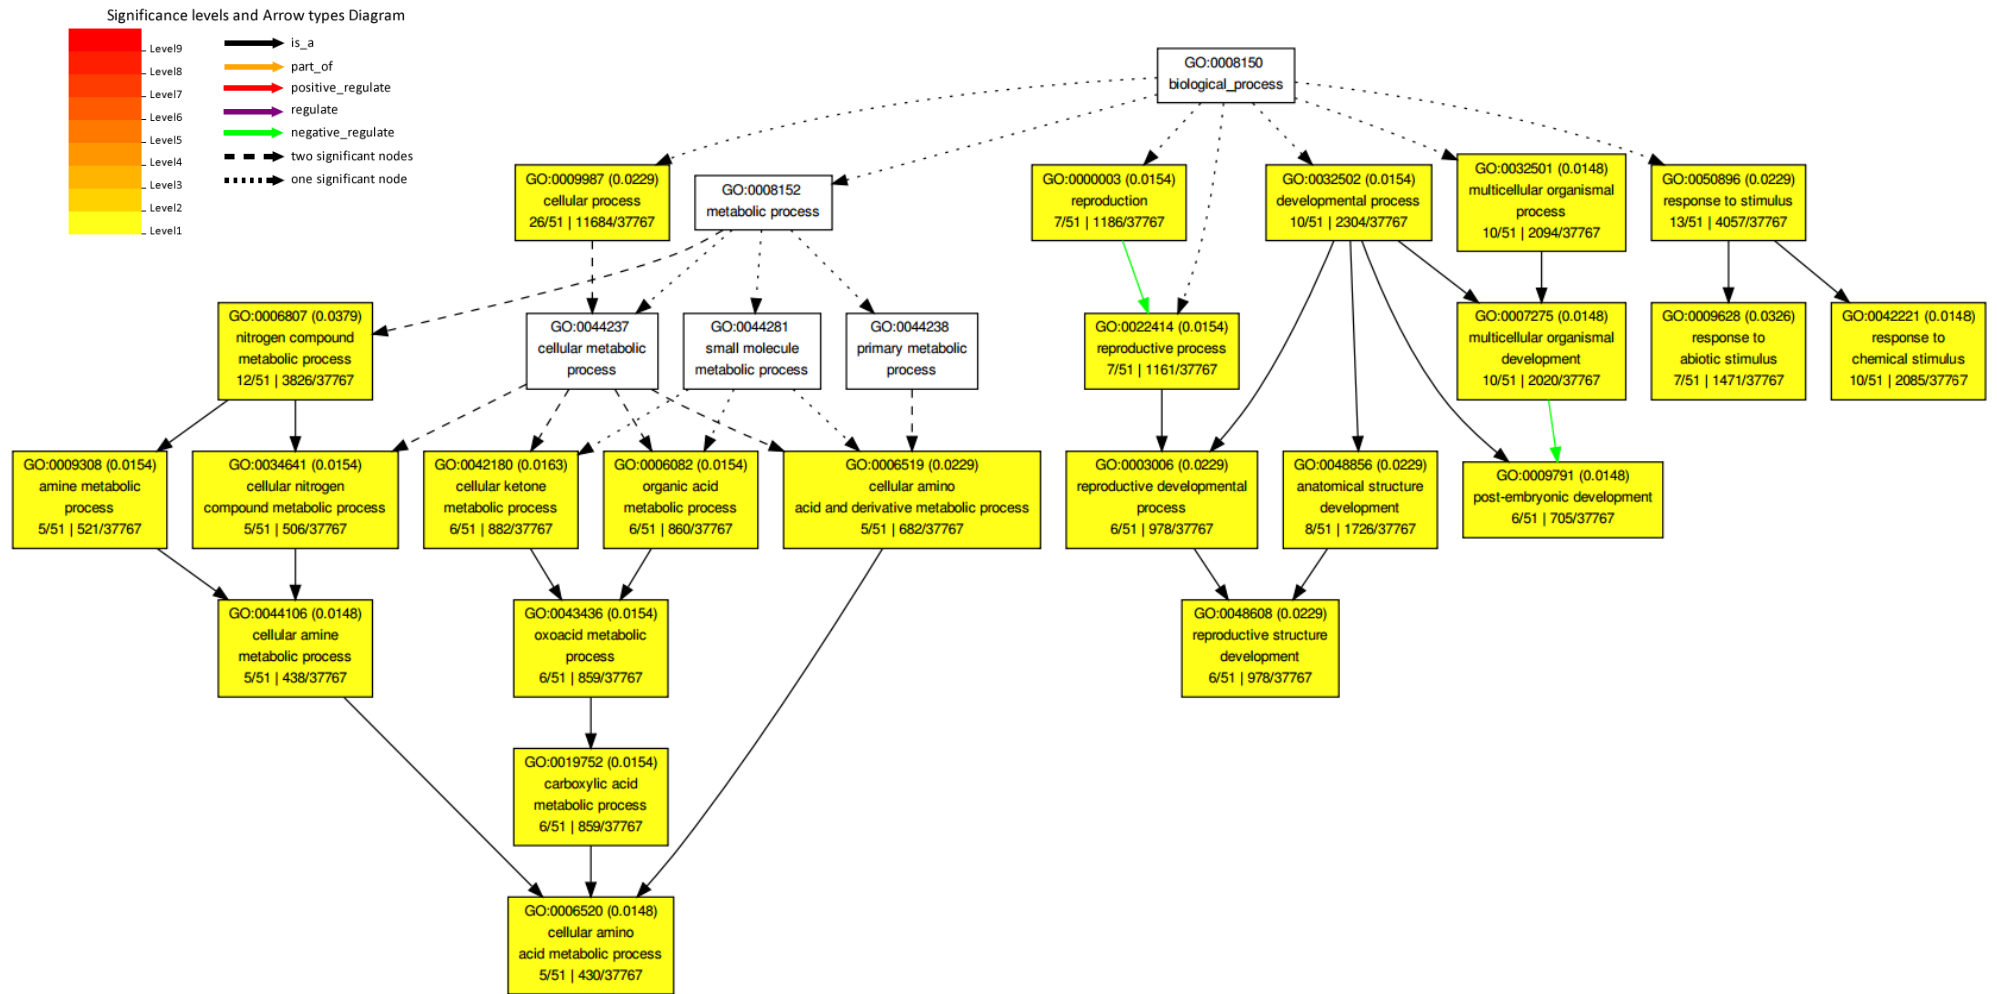 Significance levels and Arrow types Diagram
Level9
Level8
Level7
Level6
Level5
Level4
Level3
Level2
Level1
is_a
part_of
positive_regulate
regulate
negative_regulate
two significant nodes
one significant node
GO:0008150
biological_process
GO:0009987 (0.0229)
cellular process
26/51 | 11684/37767
GO:0008152
metabolic process
GO:0000003 (0.0154)
reproduction
7/51 | 1186/37767
GO:0032502 (0.0154)
developmental process
10/51 | 2304/37767
GO:0032501 (0.0148)
multicellular organismal
process
10/51 | 2094/37767
GO:0050896 (0.0229)
response to stimulus
13/51 | 4057/37767
GO:0006807 (0.0379)
nitrogen compound
metabolic process
12/51 | 3826/37767
GO:0044237
cellular metabolic
process
GO:0044281
small molecule
metabolic process
GO:0044238
primary metabolic
process
GO:0022414 (0.0154)
reproductive process
7/51 | 1161/37767
GO:0007275 (0.0148)
multicellular organismal
development
10/51 | 2020/37767
GO:0009628 (0.0326)
response to
abiotic stimulus
7/51 | 1471/37767
GO:0042221 (0.0148)
response to
chemical stimulus
10/51 | 2085/37767
GO:0009308 (0.0154)
amine metabolic
process
5/51 | 521/37767
GO:0034641 (0.0154)
cellular nitrogen
compound metabolic process
5/51 | 506/37767
GO:0042180 (0.0163)
cellular ketone
metabolic process
6/51 | 882/37767
GO:0006082 (0.0154)
organic acid
metabolic process
6/51 | 860/37767
GO:0006519 (0.0229)
cellular amino
acid and derivative metabolic process
5/51 | 682/37767
GO:0003006 (0.0229)
reproductive developmental
process
6/51 | 978/37767
GO:0048856 (0.0229)
anatomical structure
development
8/51 | 1726/37767
GO:0009791 (0.0148)
post-embryonic development
6/51 | 705/37767
GO:0044106 (0.0148)
cellular amine
metabolic process
5/51 | 438/37767
GO:0043436 (0.0154)
oxoacid metabolic
process
6/51 | 859/37767
GO:0048608 (0.0229)
reproductive structure
development
6/51 | 978/37767
GO:0019752 (0.0154)
carboxylic acid
metabolic process
6/51 | 859/37767
GO:0006520 (0.0148)
cellular amino
acid metabolic process
5/51 | 430/37767